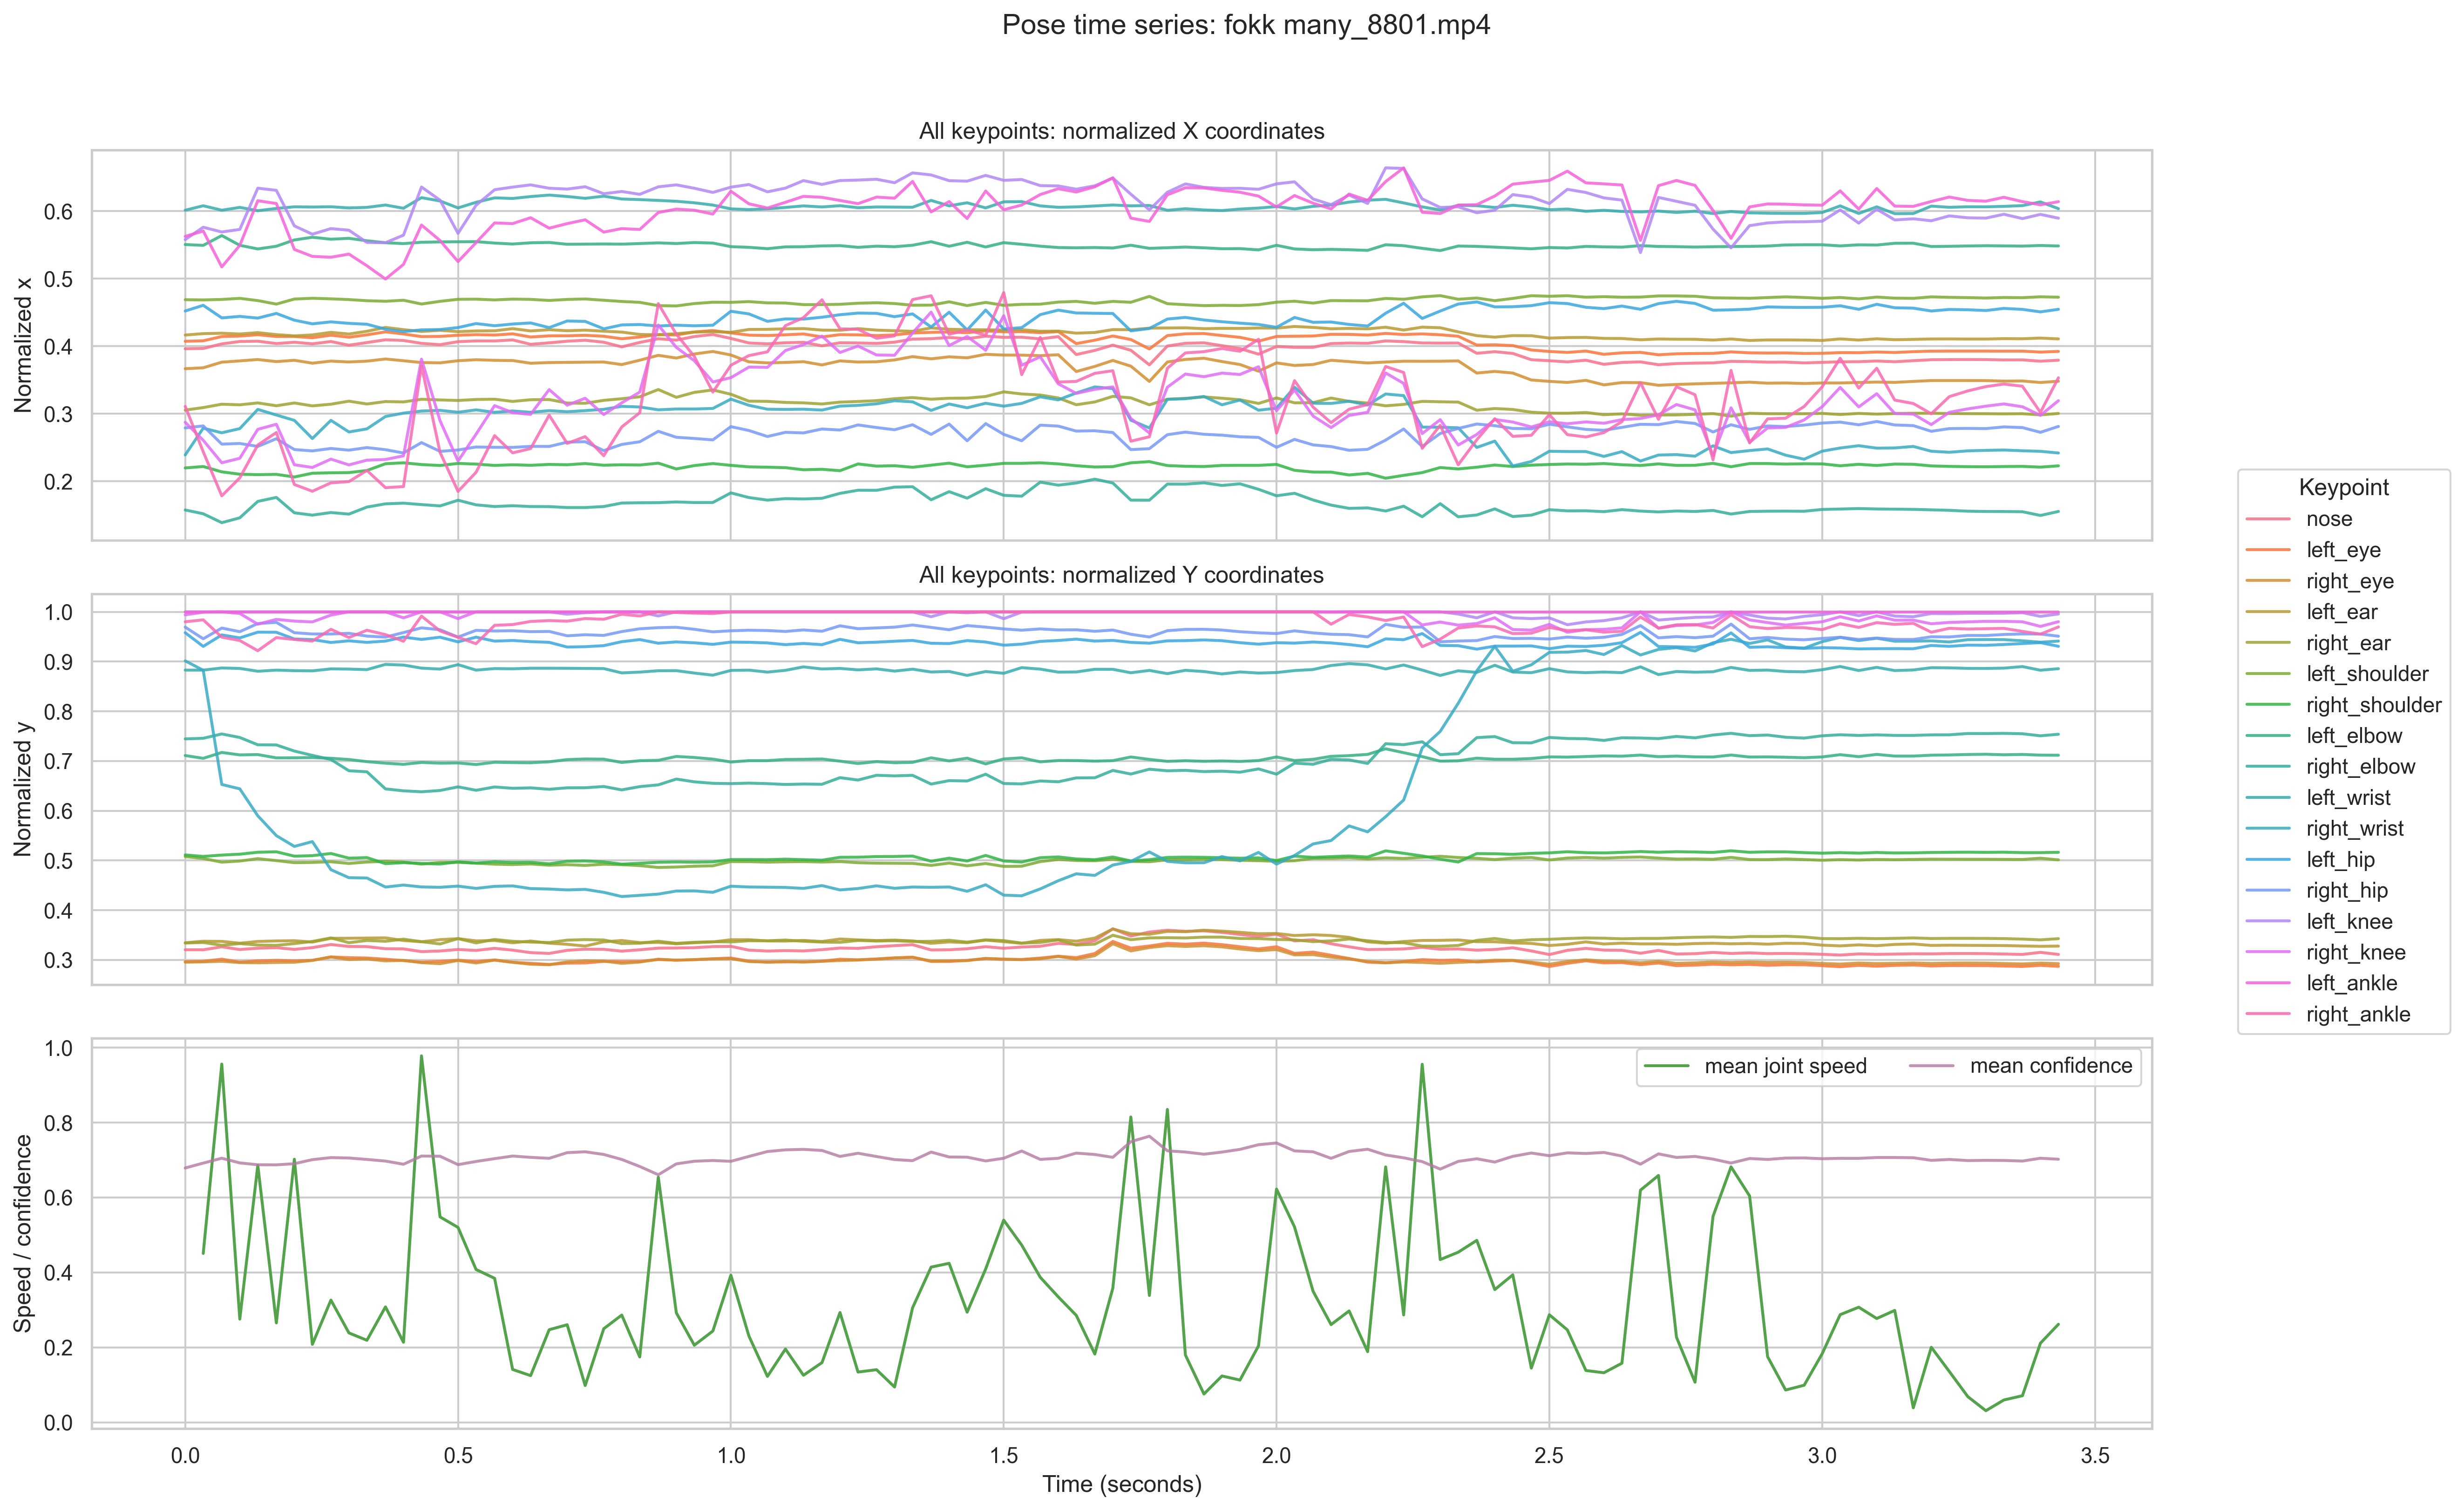 Pose time series: fokk many_8801.mp4
All keypoints: normalized X coordinates
Normalized x
0.6
0.5
0.4
0.3
0.2
All keypoints: normalized Y coordinates
Normalized y
1.0
0.9
0.8
0.7
0.6
0.5
0.4
0.3
Keypoint
nose
left_eye
right_eye
left_ear
right_ear
left_shoulder
right_shoulder
left_elbow
right_elbow
left_wrist
right_wrist
left_hip
right_hip
left_knee
right_knee
left_ankle
right_ankle
Speed / confidence
1.0
0.8
0.6
0.4
0.2
0.0
mean joint speed mean confidence
0.0 0.5 1.0 1.5 2.0 2.5 3.0 3.5
Time (seconds)